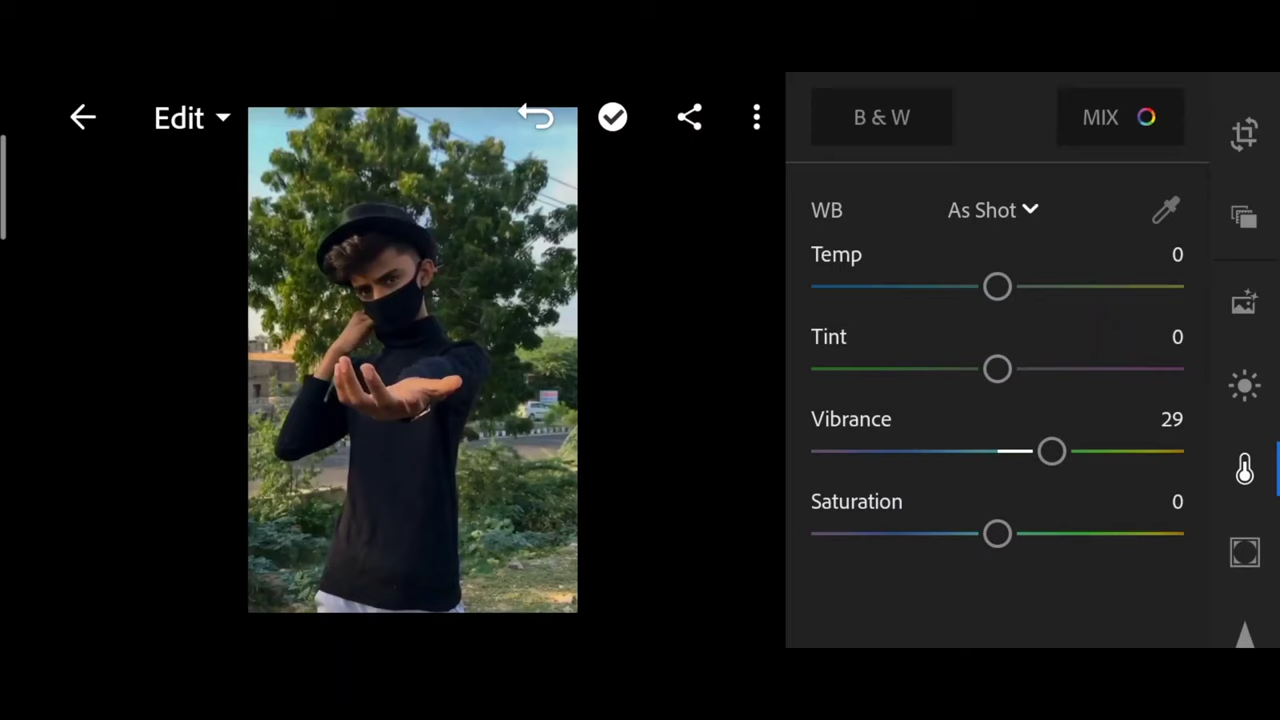 Edit
B & W
MIX
WB
As Shot
Temp
0
Tint
0
Vibrance
29
Saturation
0